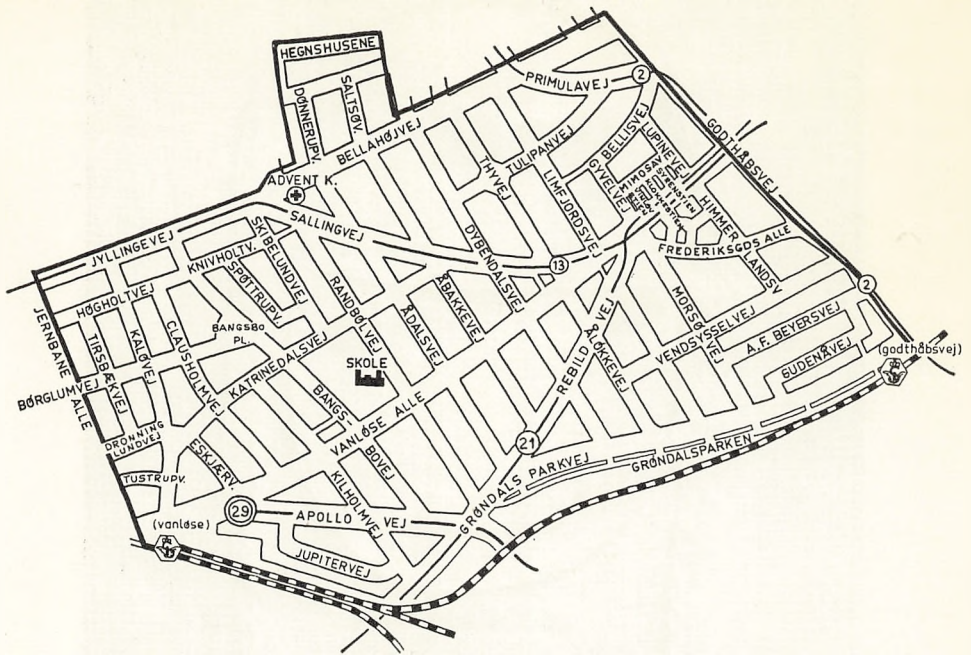 HEGNSHUSENE
DØNNERUPV.
SALTSØV.
BELLAHØJVEJ
PRIMULAVEJ
2
GODTHÅBSVEJ
ADVENT K.
SALLINGVEJ
JYLLINGEVEJ
THYVEJ
TULIPANVEJ
BELLISVEJ
LUPINEVEJ
GYVELVEJ
MIMOSAV.
SYRENSTIEN
LIMFJORDSVEJ
DYBENDALSVEJ
HIMMERLANDSV.
FREDERIKSGDS ALLE
13
2
KNIVHOLTV.
SKIBELUNDVEJ
SPØTTRUPV.
HØGHOLTVEJ
JERNBANE ALLE
TIRSBÆKVEJ
KALØVEJ
CLAUSHOLMVEJ
BANGSBO
PL.
RANDBØLVEJ
ÅDALSVEJ
ÅBAKKEVEJ
KATRINEDALSVEJ
SKOLE
BØRGLUMVEJ
DRONNING
LUNDVEJ
TUSTRUPV.
ESKJÆRV.
BANGS-
BOVEJ
VANLØSE ALLE
KILHOLMVEJ
REBILD VEJ
ÅLØKKEVEJ
MORSØVEJ
VENDSYSSELVEJ
A.F. BEYERSVEJ
GUDENÅVEJ
(godthåbsvej)
21
GRØNDALS PARKVEJ
GRØNDALSPARKEN
29
APOLLO VEJ
JUPITERVEJ
(vanløse)